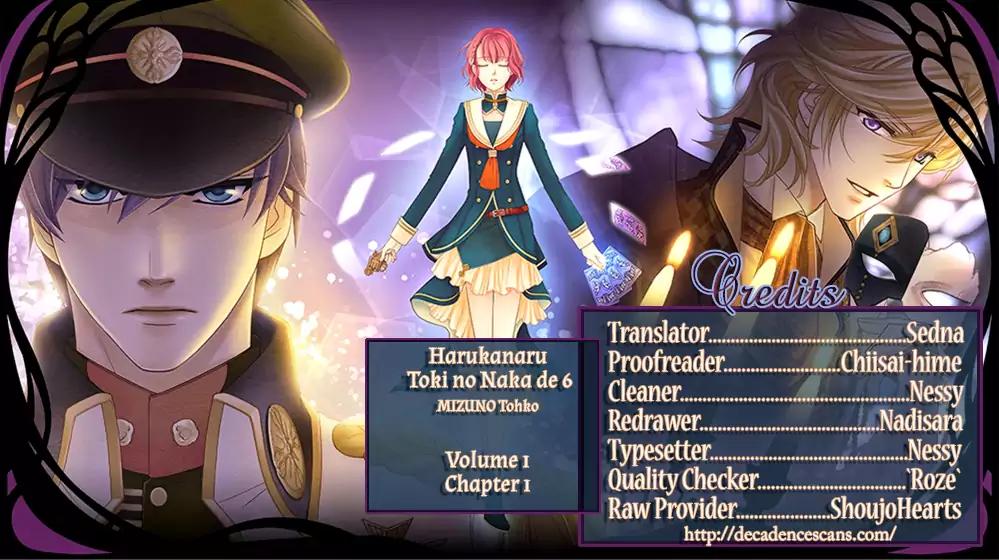 Harukanaru
Toki no Naka de 6
MIZUNO Tohko
Volume 1
Chapter 1
Credits
Translator........................................Sedna
Proofreader........................Chiisai-hime
Cleaner...............................................Nessy
Redrawer.....................................Nadisara
Typesetter.........................................Nessy
Quality Checker..............................`Roze`
Raw Provider...................ShoujoHearts
http://decadencescans.com/